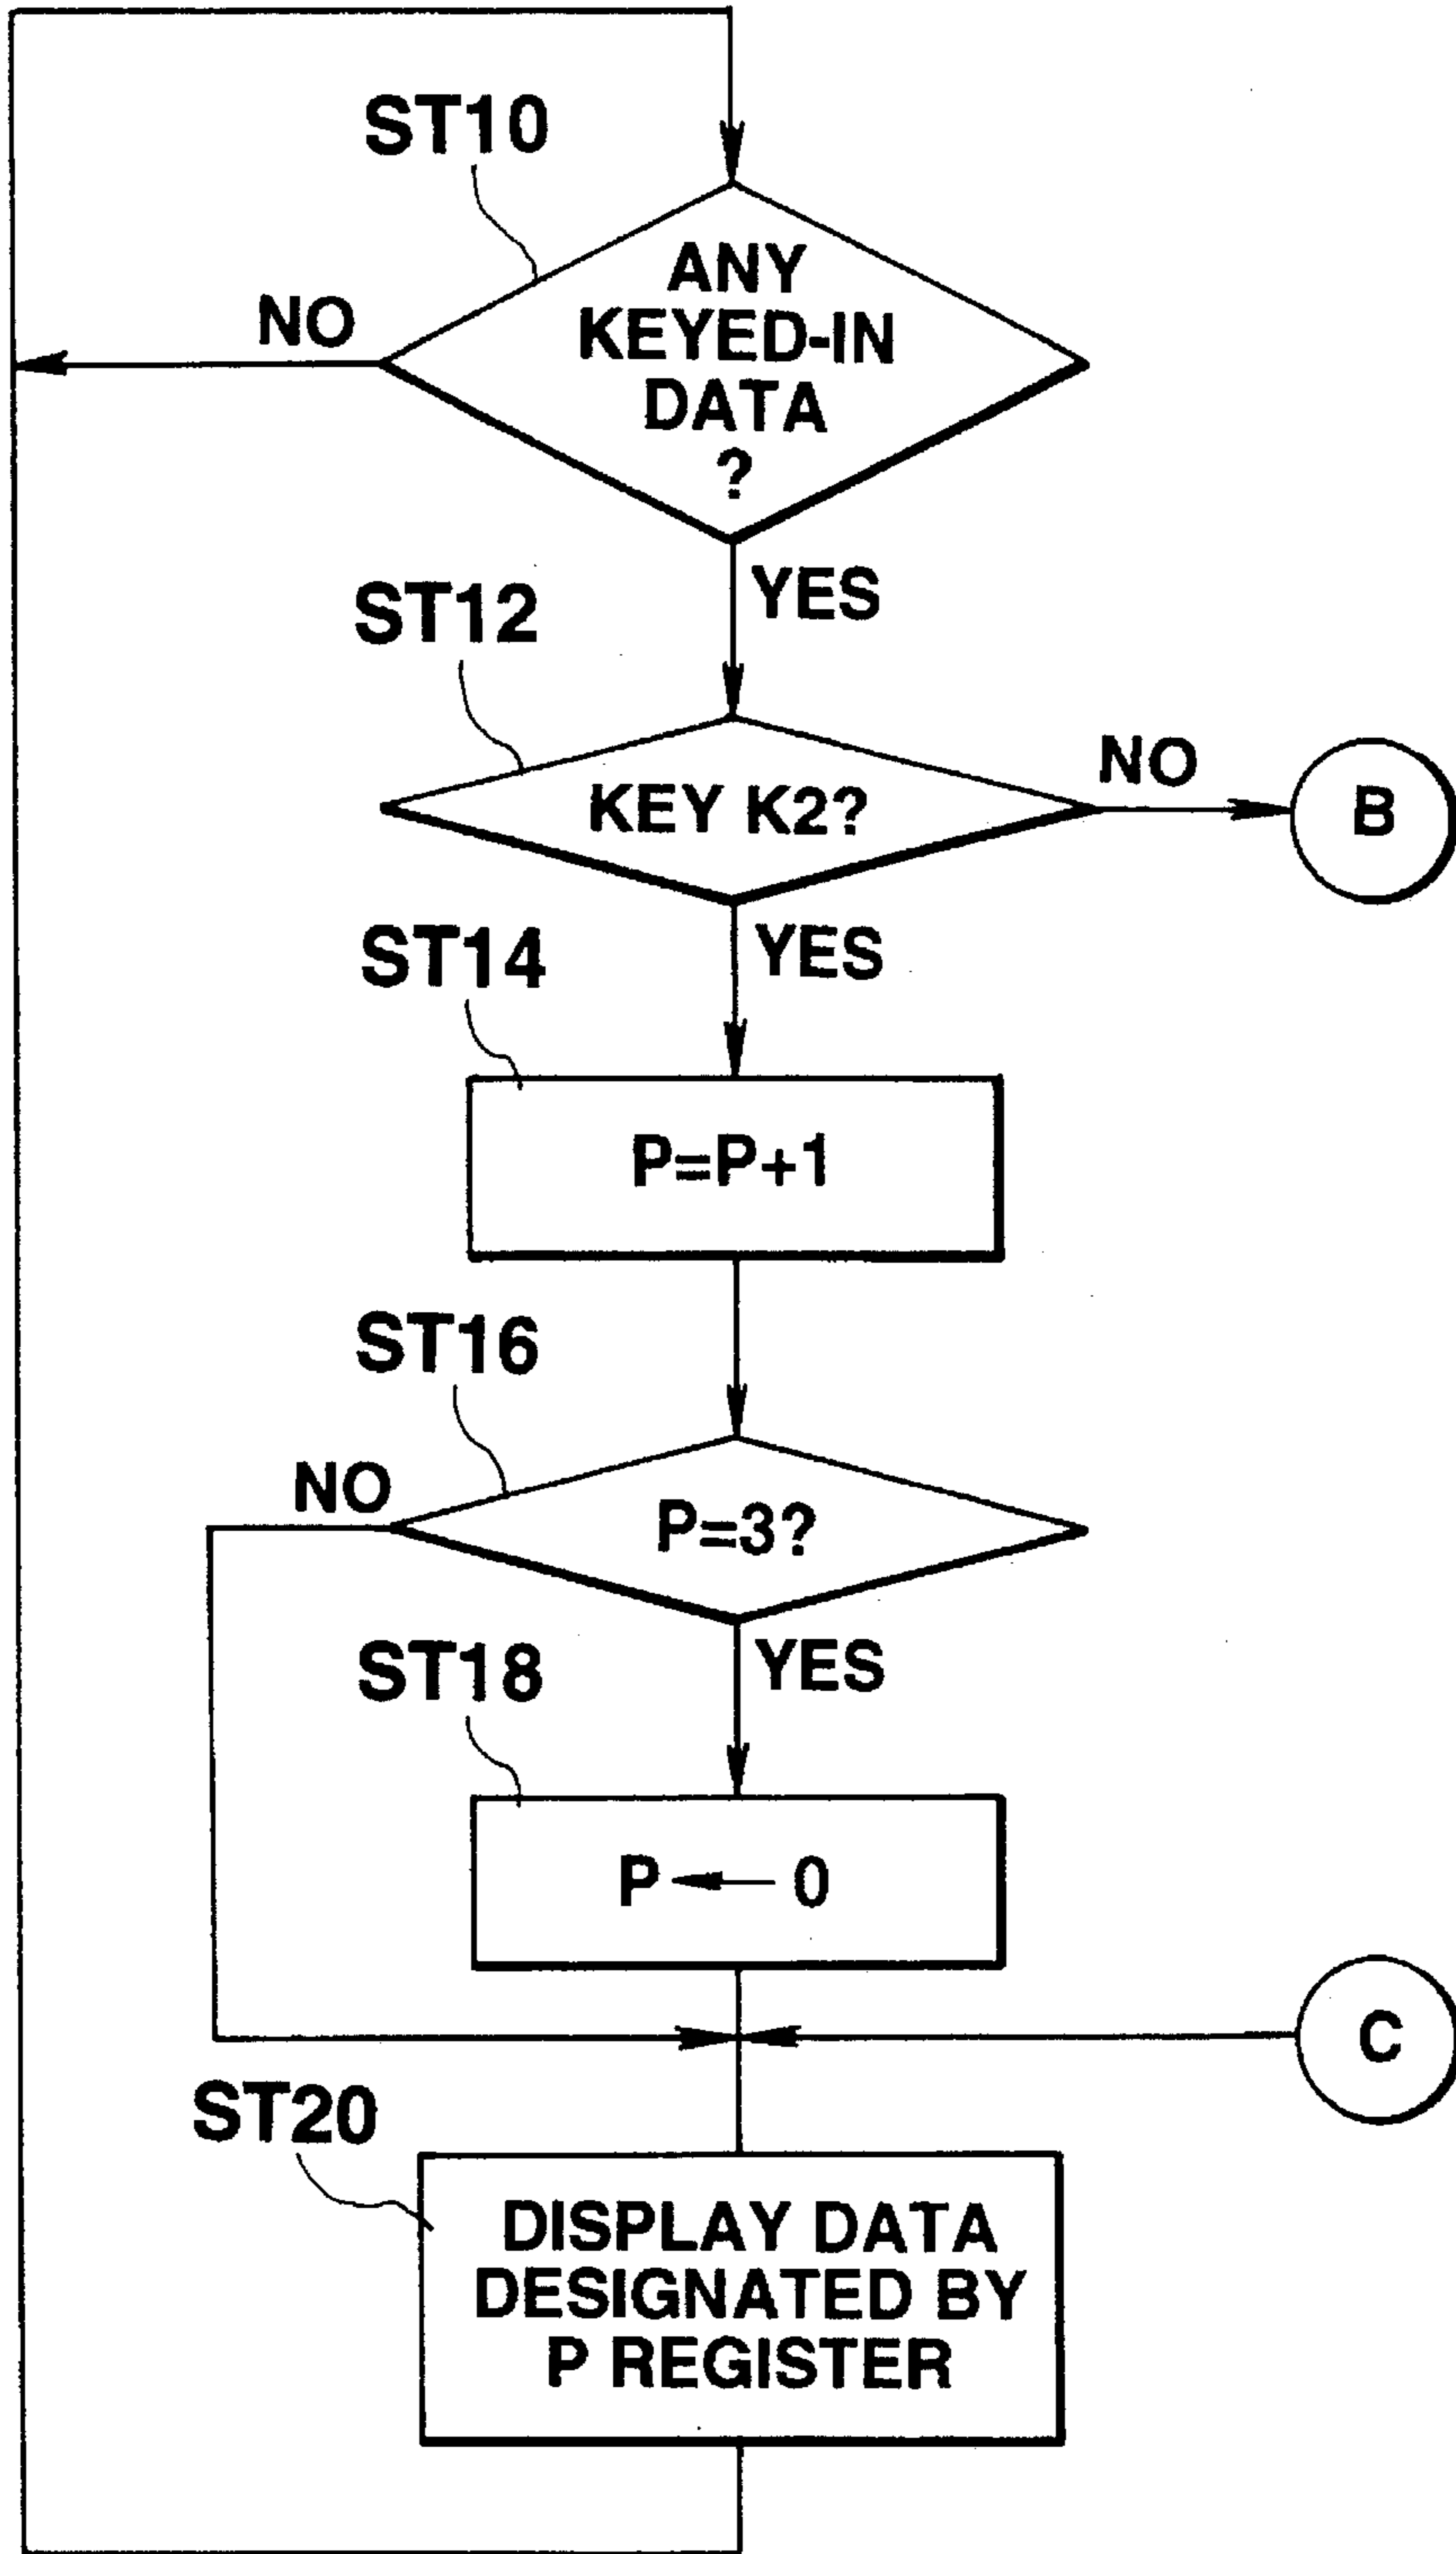 ST10
ANY
KEYED-IN
DATA
?
NO
YES
ST12
KEY K2?
NO
B
YES
ST14
P=P+1
ST16
NO
P=3?
YES
ST18
P ← 0
C
ST20
DISPLAY DATA
DESIGNATED BY
P REGISTER